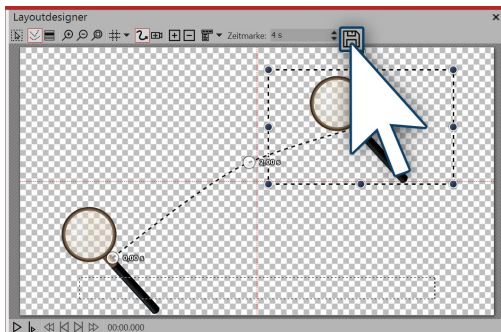 Layoutdesigner
Zeitmarke: 4 s
2,00 s
0,00 s
00:00.000